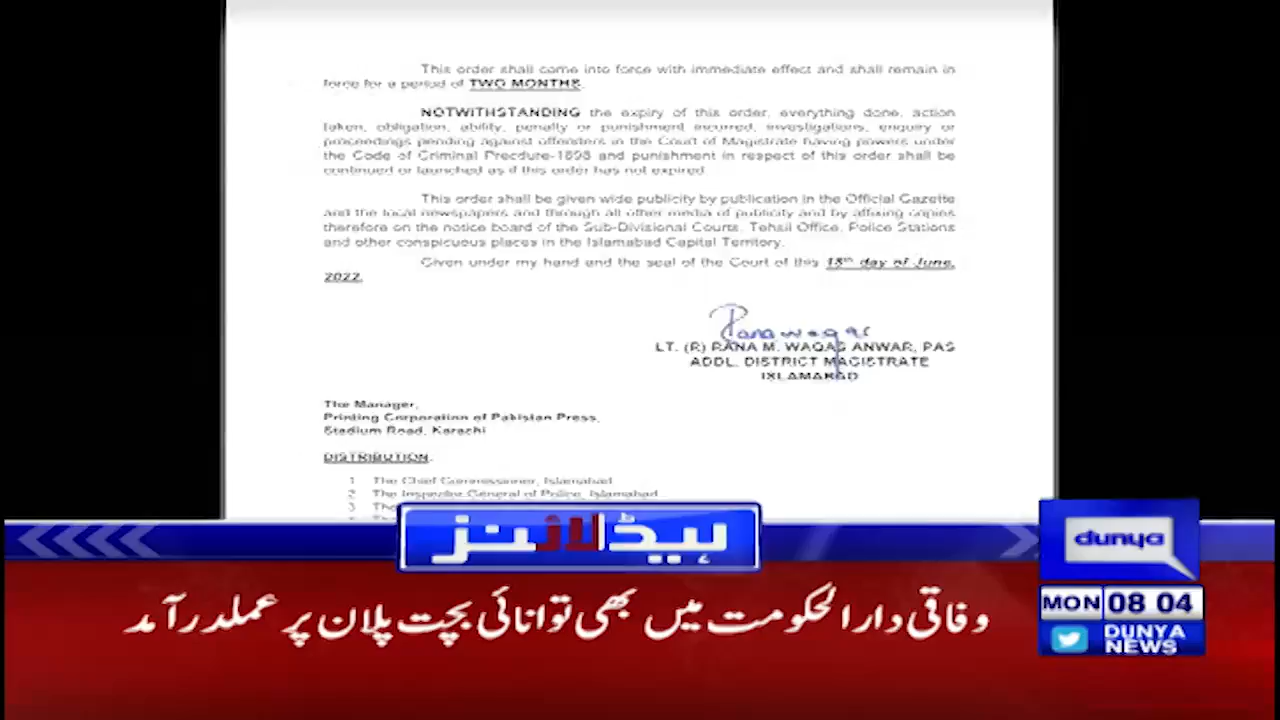 This order shall come into force with immediate effect and shall remain in
force for a period of TWO MONTHS.
NOTWITHSTANDING the expiry of this order, everything done, action
taken, obligation, ability, penalty or punishment incurred, investigations, enquiry or
proceedings pending against offenders in the Court of Magistrate having powers under
the Code of Criminal Precdure-1898 and punishment in respect of this order shall be
continued or launched as if this order has not expired.
This order shall be given wide publicity by publication in the Official Gazette
and the local newspapers and through all other media of publicity and by affixing copies
therefore on the notice board of the Sub-Divisional Courts, Tehsil Office, Police Stations
and other conspicuous places in the Islamabad Capital Territory.
Given under my hand and the seal of the Court of this 18th day of June,
2022.
Rana waqar
LT. (R) RANA M. WAQAS ANWAR, PAS
ADDL. DISTRICT MAGISTRATE
ISLAMABAD
The Manager,
Printing Corporation of Pakistan Press,
Stadium Road, Karachi
DISTRIBUTION.
1 The Chief Commissioner, Islamabad
2 The Inspector General of Police, Islamabad
3
ہیڈلائنز
dunya
وفاقی دارالحکومت میں بھی توانائی بچت پلان پر عملدرآمد
MON 08 04
DUNYA
NEWS